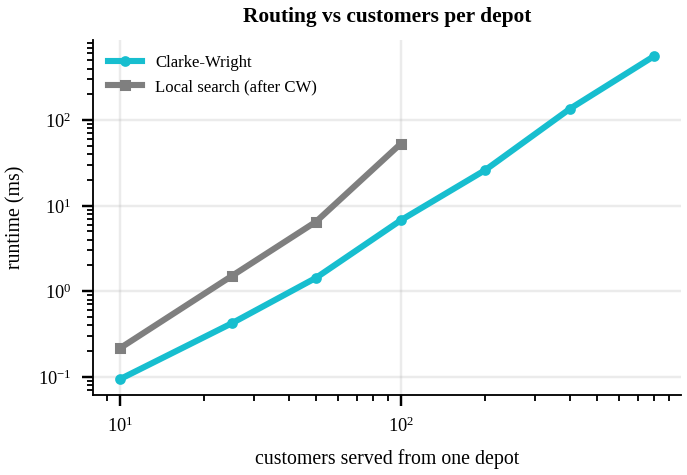 Routing vs customers per depot
Clarke-Wright
Local search (after CW)
runtime (ms)
10²
10¹
10⁰
10⁻¹
10¹
10²
customers served from one depot